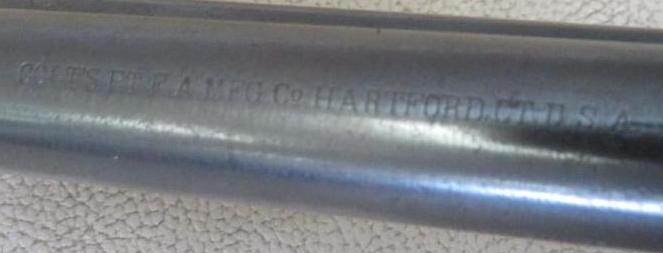 COLT'S PT. F. A. MFG. Co. HARTFORD, CT. U. S. A.